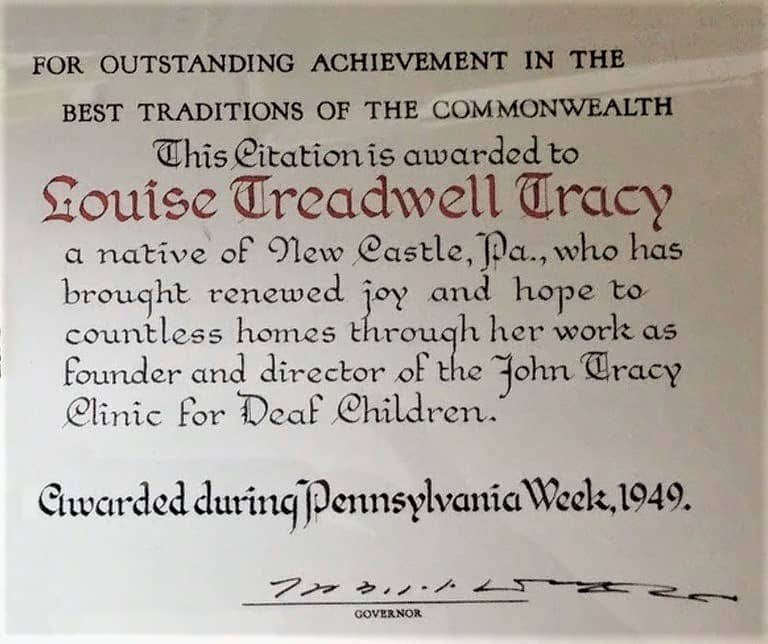 FOR OUTSTANDING ACHIEVEMENT IN THE
BEST TRADITIONS OF THE COMMONWEALTH
This Citation is awarded to
Louise Treadwell Tracy
a native of New Castle, Pa., who has
brought renewed joy and hope to
countless homes through her work as
founder and director of the John Tracy
Clinic for Deaf Children.
Awarded during Pennsylvania Week, 1949.
GOVERNOR